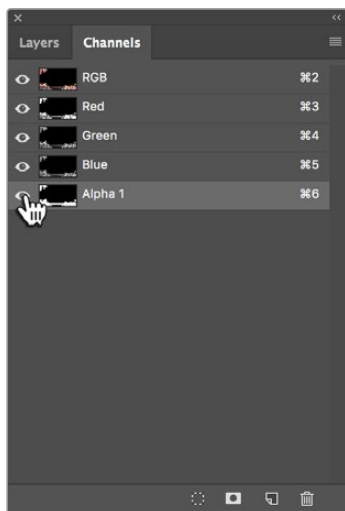 Layers Channels
RGB ⌘2
Red ⌘3
Green ⌘4
Blue ⌘5
Alpha 1 ⌘6